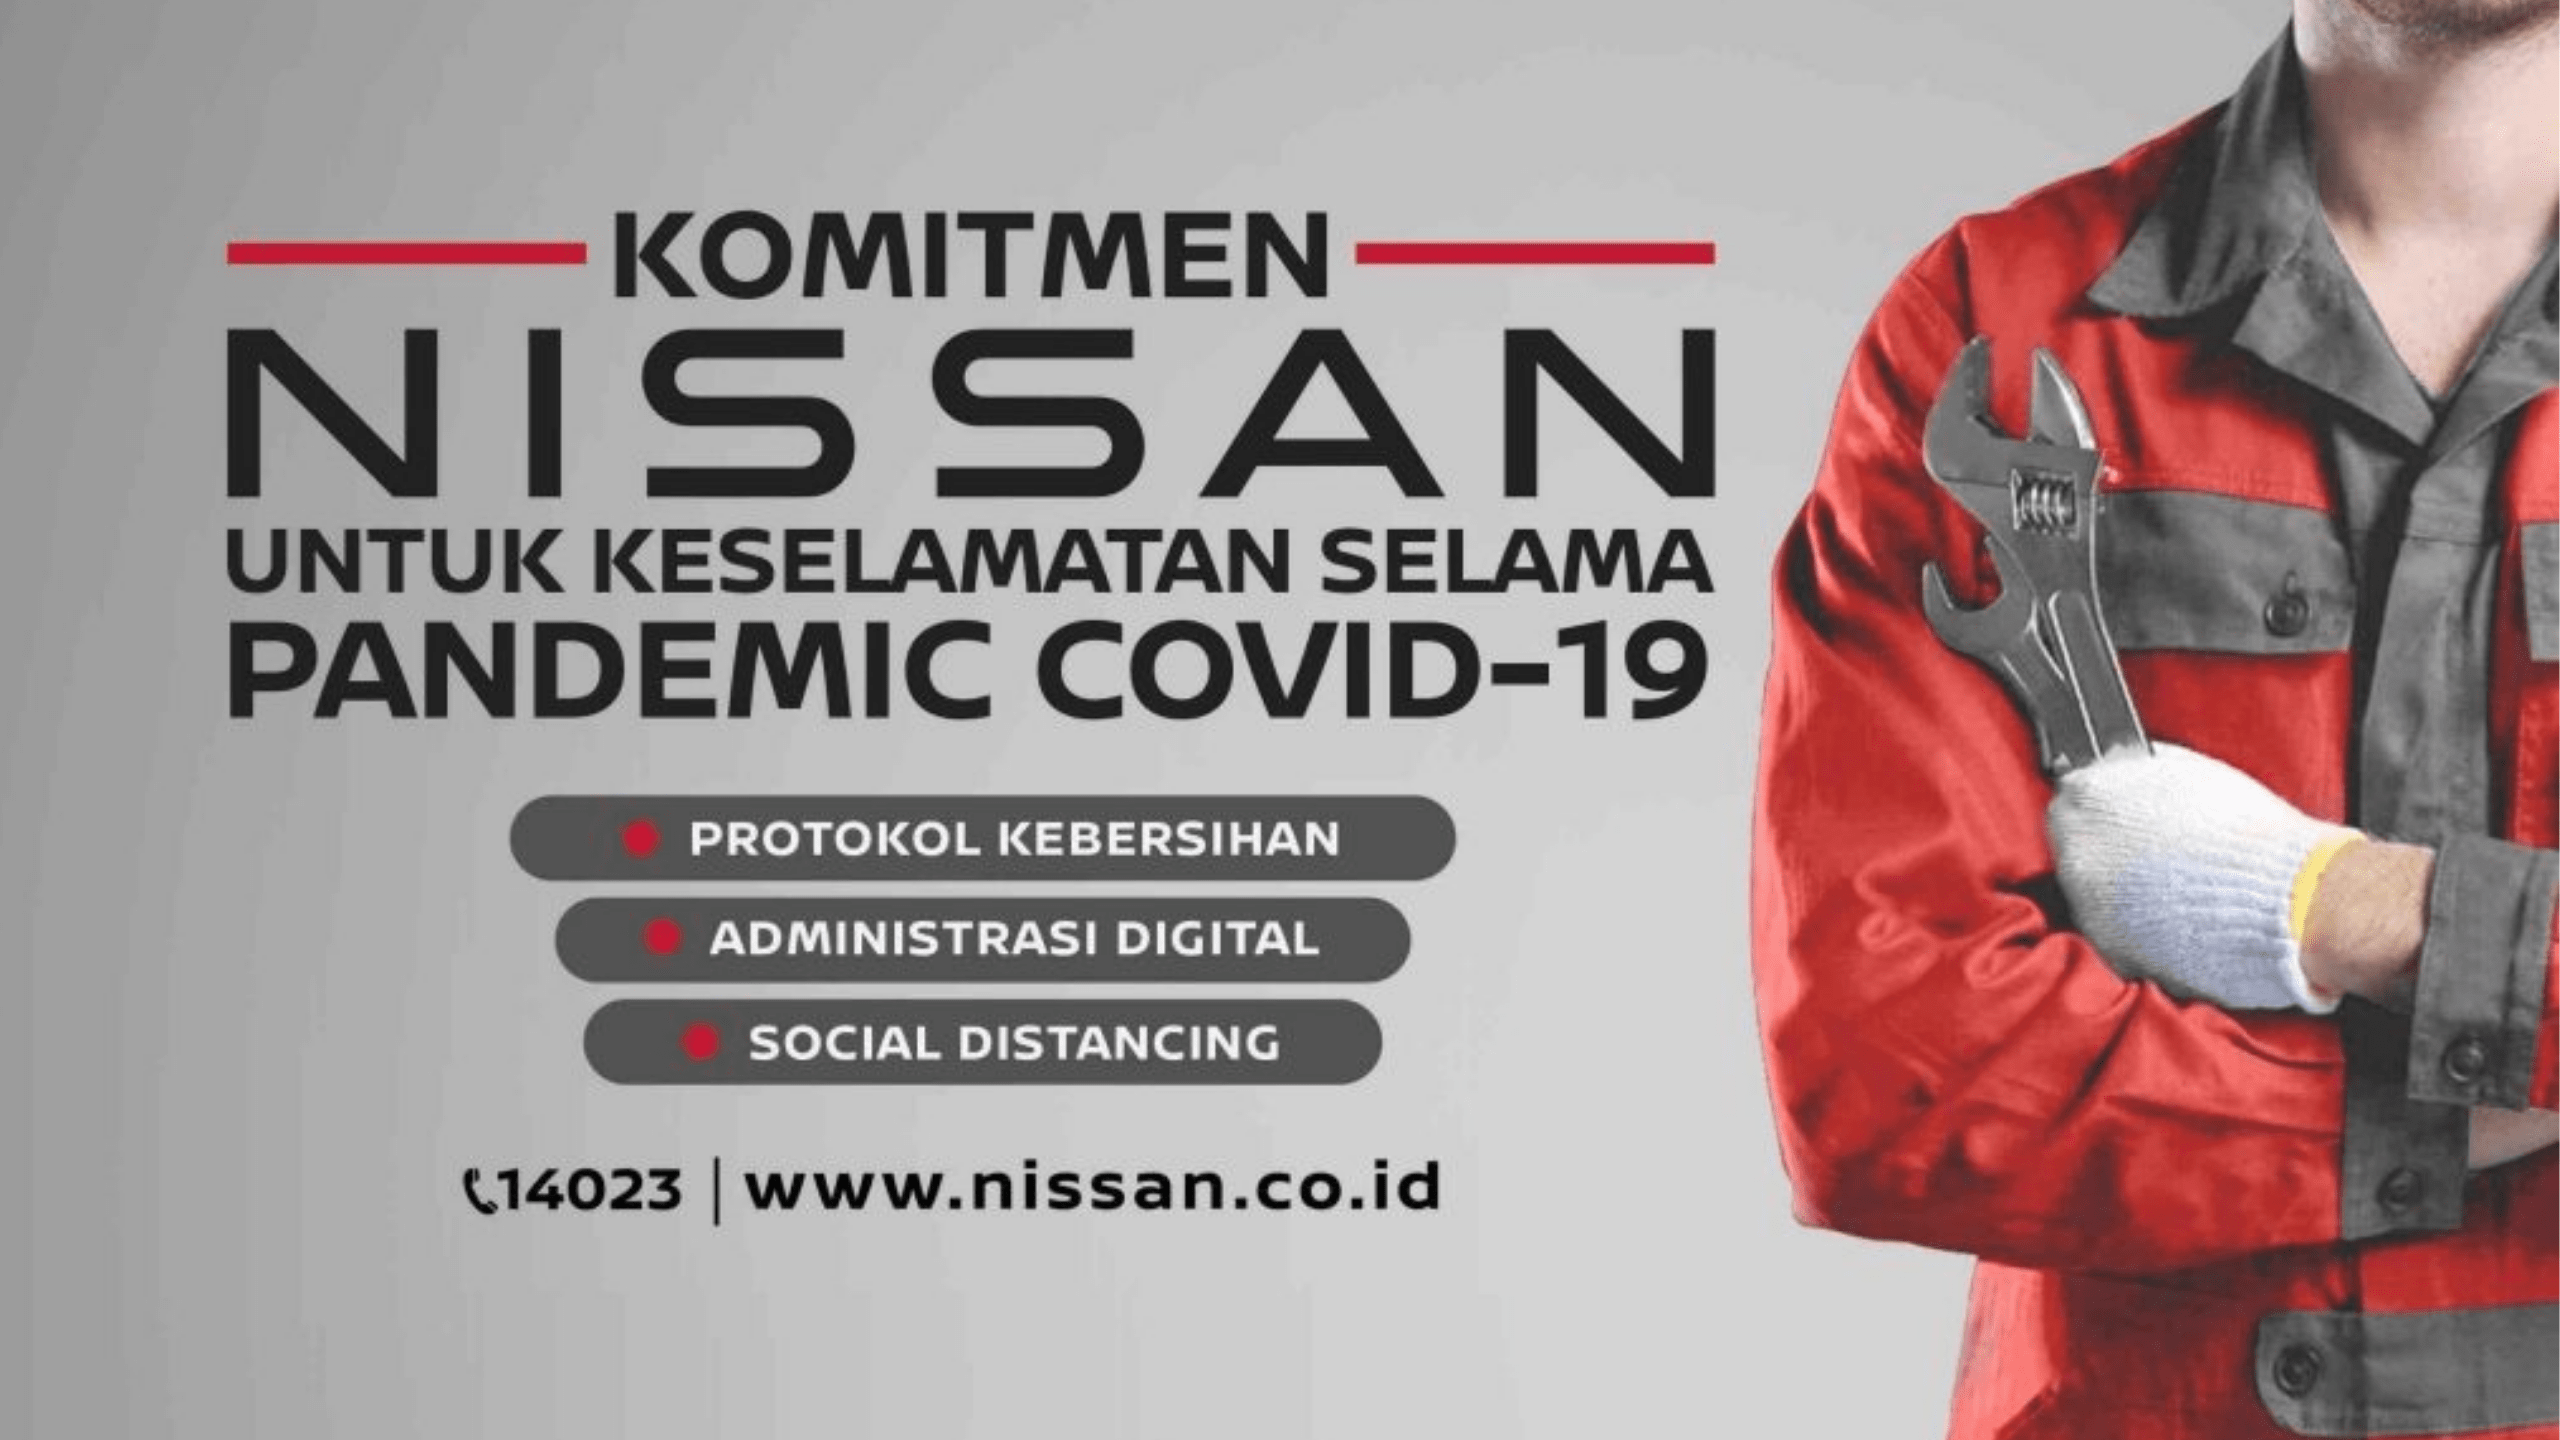 KOMITMEN
NISSAN
UNTUK KESELAMATAN SELAMA
PANDEMIC COVID-19
PROTOKOL KEBERSIHAN
ADMINISTRASI DIGITAL
SOCIAL DISTANCING
14023 | www.nissan.co.id